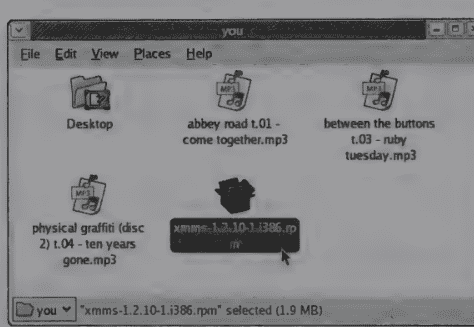 you
File Edit View Places Help
MP3
MP3
Desktop
abbey road t.01 -
come together.mp3
between the buttons
t.03 - ruby
tuesday.mp3
MP3
physical graffiti (disc
2) t.04 - ten years
gone.mp3
xmms-1.2.10-1.i386.rp
m
you "xmms-1.2.10-1.i386.rpm" selected (1.9 MB)